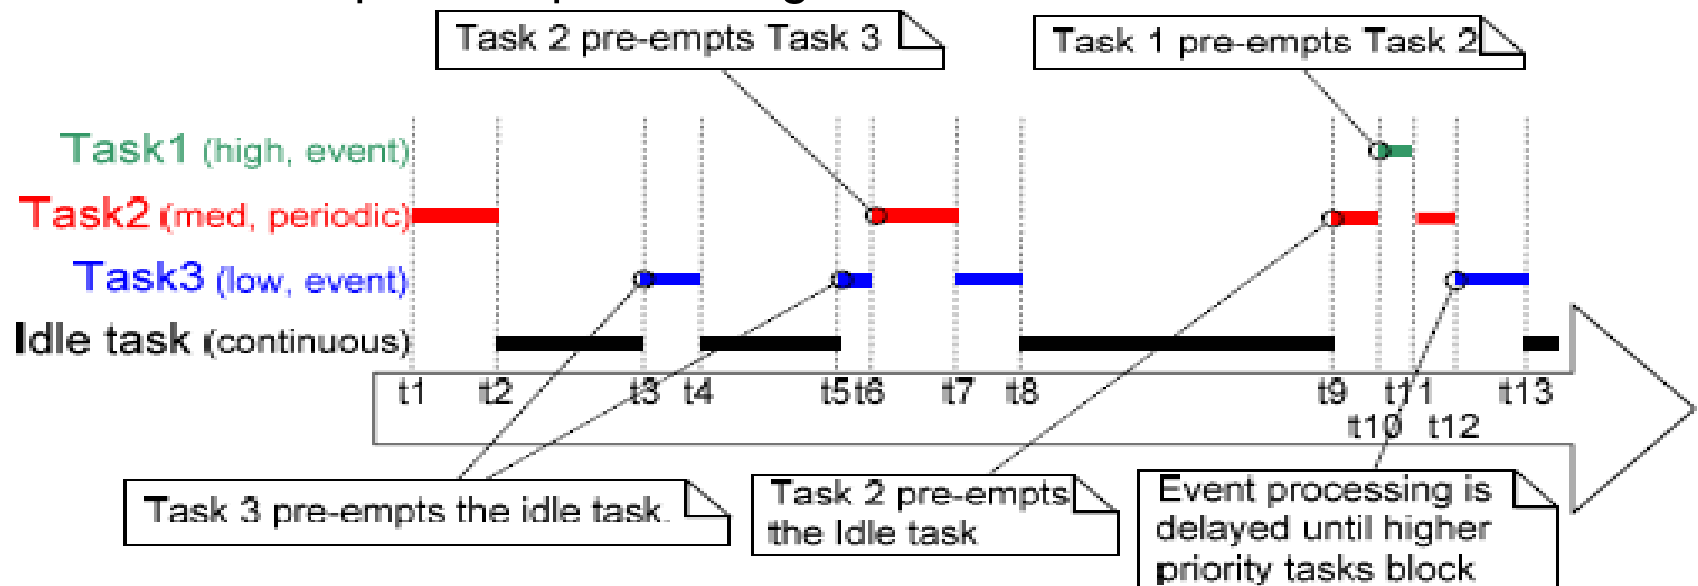 Task 2 pre-empts Task 3
Task 1 pre-empts Task 2
Task1 (high, event)
Task2 (med, periodic)
Task3 (low, event)
Idle task (continuous)
t1 t2 t3 t4 t5 t6 t7 t8 t9 t11 t13
t10 t12
Task 3 pre-empts the idle task.
Task 2 pre-empts
the Idle task
Event processing is
delayed until higher
priority tasks block